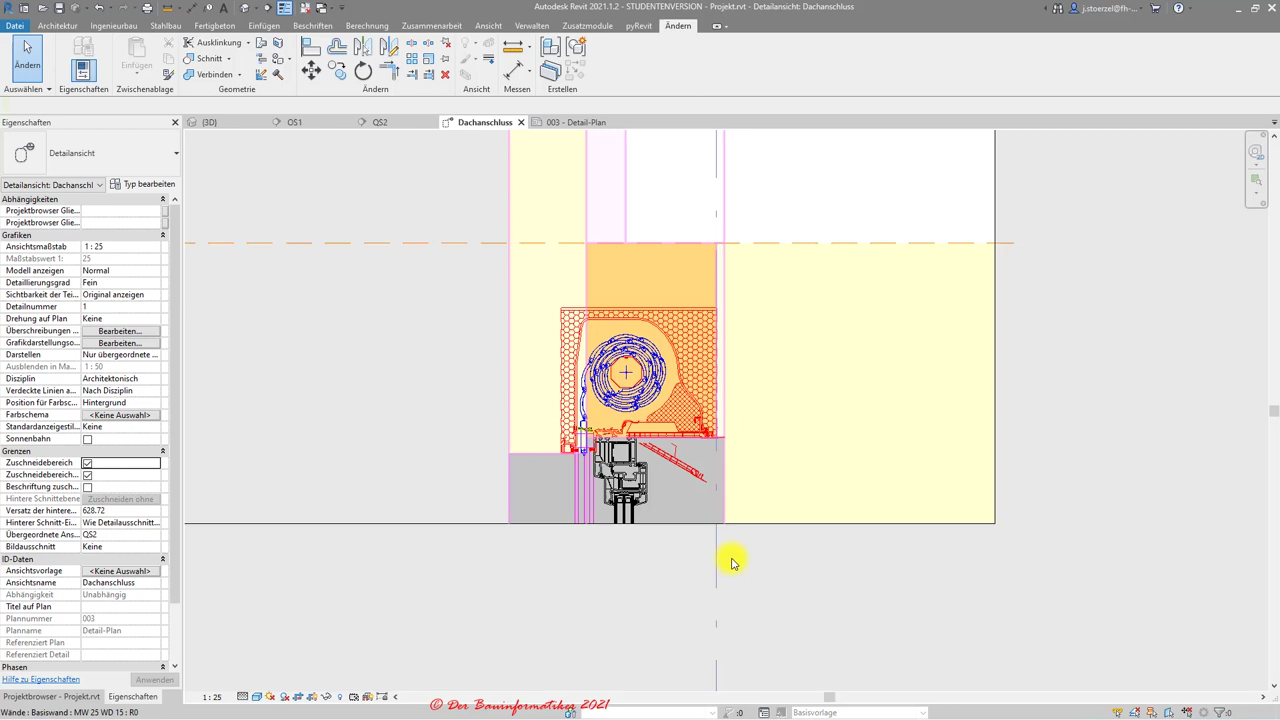 Autodesk Revit 2021.1.2 - STUDENTENVERSION - Projekt.rvt - Detailansicht: Dachanschluss
j.stoerzel@fh-...
Datei Architektur Ingenieurbau Stahlbau Fertigbeton Einfügen Beschriften Berechnung Zusammenarbeit Ansicht Verwalten Zusatzmodule pyRevit Ändern
Ändern
Einfügen
Ausklinkung
Schnitt
Verbinden
Auswählen Eigenschaften Zwischenablage Geometrie Ändern Ansicht Messen Erstellen
Eigenschaften
{3D} OS1 QS2 Dachanschluss 003 - Detail-Plan
Detailansicht
Detailansicht: Dachanschl Typ bearbeiten
Abhängigkeiten
Projektbrowser Glie...
Projektbrowser Glie...
Grafiken
Ansichtsmaßstab 1 : 25
Maßstabswert 1: 25
Modell anzeigen Normal
Detaillierungsgrad Fein
Sichtbarkeit der Tei... Original anzeigen
Detailnummer 1
Drehung auf Plan Keine
Überschreibungen ... Bearbeiten...
Grafikdarstellungso... Bearbeiten...
Darstellen Nur übergeordnete ...
Ausblenden in Ma... 1 : 50
Disziplin Architektonisch
Verdeckte Linien a... Nach Disziplin
Position für Farbsc... Hintergrund
Farbschema <Keine Auswahl>
Standardanzeigestil... Keine
Sonnenbahn
Grenzen
Zuschneidebereich
Zuschneidebereich...
Beschriftung zusch...
Hintere Schnittebene Zuschneiden ohne
Versatz der hintere... 628.72
Hinterer Schnitt-Ei... Wie Detailausschnitt...
Übergeordnete Ans... QS2
Bildausschnitt Keine
ID-Daten
Ansichtsvorlage <Keine Auswahl>
Ansichtsname Dachanschluss
Abhängigkeit Unabhängig
Titel auf Plan
Plannummer 003
Planname Detail-Plan
Referenziert Plan
Referenziert Detail
Phasen
Hilfe zu Eigenschaften Anwenden
Projektbrowser - Projekt.rvt Eigenschaften
1 : 25
© Der Bauinformatiker 2021
Wände : Basiswand : MW 25 WD 15 : R0
:0 Basisvorlage :0